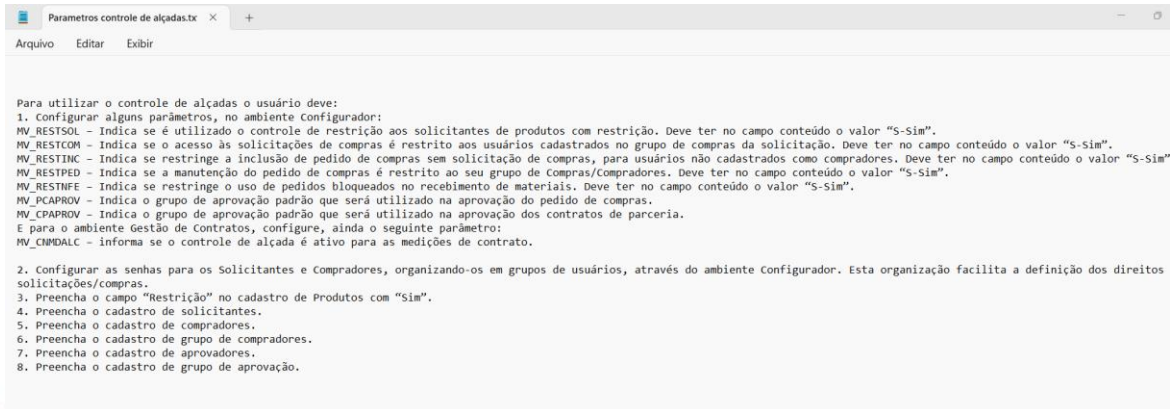 Parametros controle de alçadas.tx
Arquivo Editar Exibir
Para utilizar o controle de alçadas o usuário deve:
1. Configurar alguns parâmetros, no ambiente Configurador:
MV_RESTSOL – Indica se é utilizado o controle de restrição aos solicitantes de produtos com restrição. Deve ter no campo conteúdo o valor “S-Sim”.
MV_RESTCOM – Indica se o acesso às solicitações de compras é restrito aos usuários cadastrados no grupo de compras da solicitação. Deve ter no campo conteúdo o valor “S-Sim”.
MV_RESTINC – Indica se restringe a inclusão de pedido de compras sem solicitação de compras, para usuários não cadastrados como compradores. Deve ter no campo conteúdo o valor “S-Sim”
MV_RESTPED – Indica se a manutenção do pedido de compras é restrito ao seu grupo de Compras/Compradores. Deve ter no campo conteúdo o valor “S-Sim”.
MV_RESTNFE – Indica se restringe o uso de pedidos bloqueados no recebimento de materiais. Deve ter no campo conteúdo o valor “S-Sim”.
MV_PCAPROV – Indica o grupo de aprovação padrão que será utilizado na aprovação do pedido de compras.
MV_CPAPROV – Indica o grupo de aprovação padrão que será utilizado na aprovação dos contratos de parceria.
E para o ambiente Gestão de Contratos, configure, ainda o seguinte parâmetro:
MV_CNMDALC – informa se o controle de alçada é ativo para as medições de contrato.
2. Configurar as senhas para os Solicitantes e Compradores, organizando-os em grupos de usuários, através do ambiente Configurador. Esta organização facilita a definição dos direitos
solicitações/compras.
3. Preencha o campo “Restrição” no cadastro de Produtos com “Sim”.
4. Preencha o cadastro de solicitantes.
5. Preencha o cadastro de compradores.
6. Preencha o cadastro de grupo de compradores.
7. Preencha o cadastro de aprovadores.
8. Preencha o cadastro de grupo de aprovação.